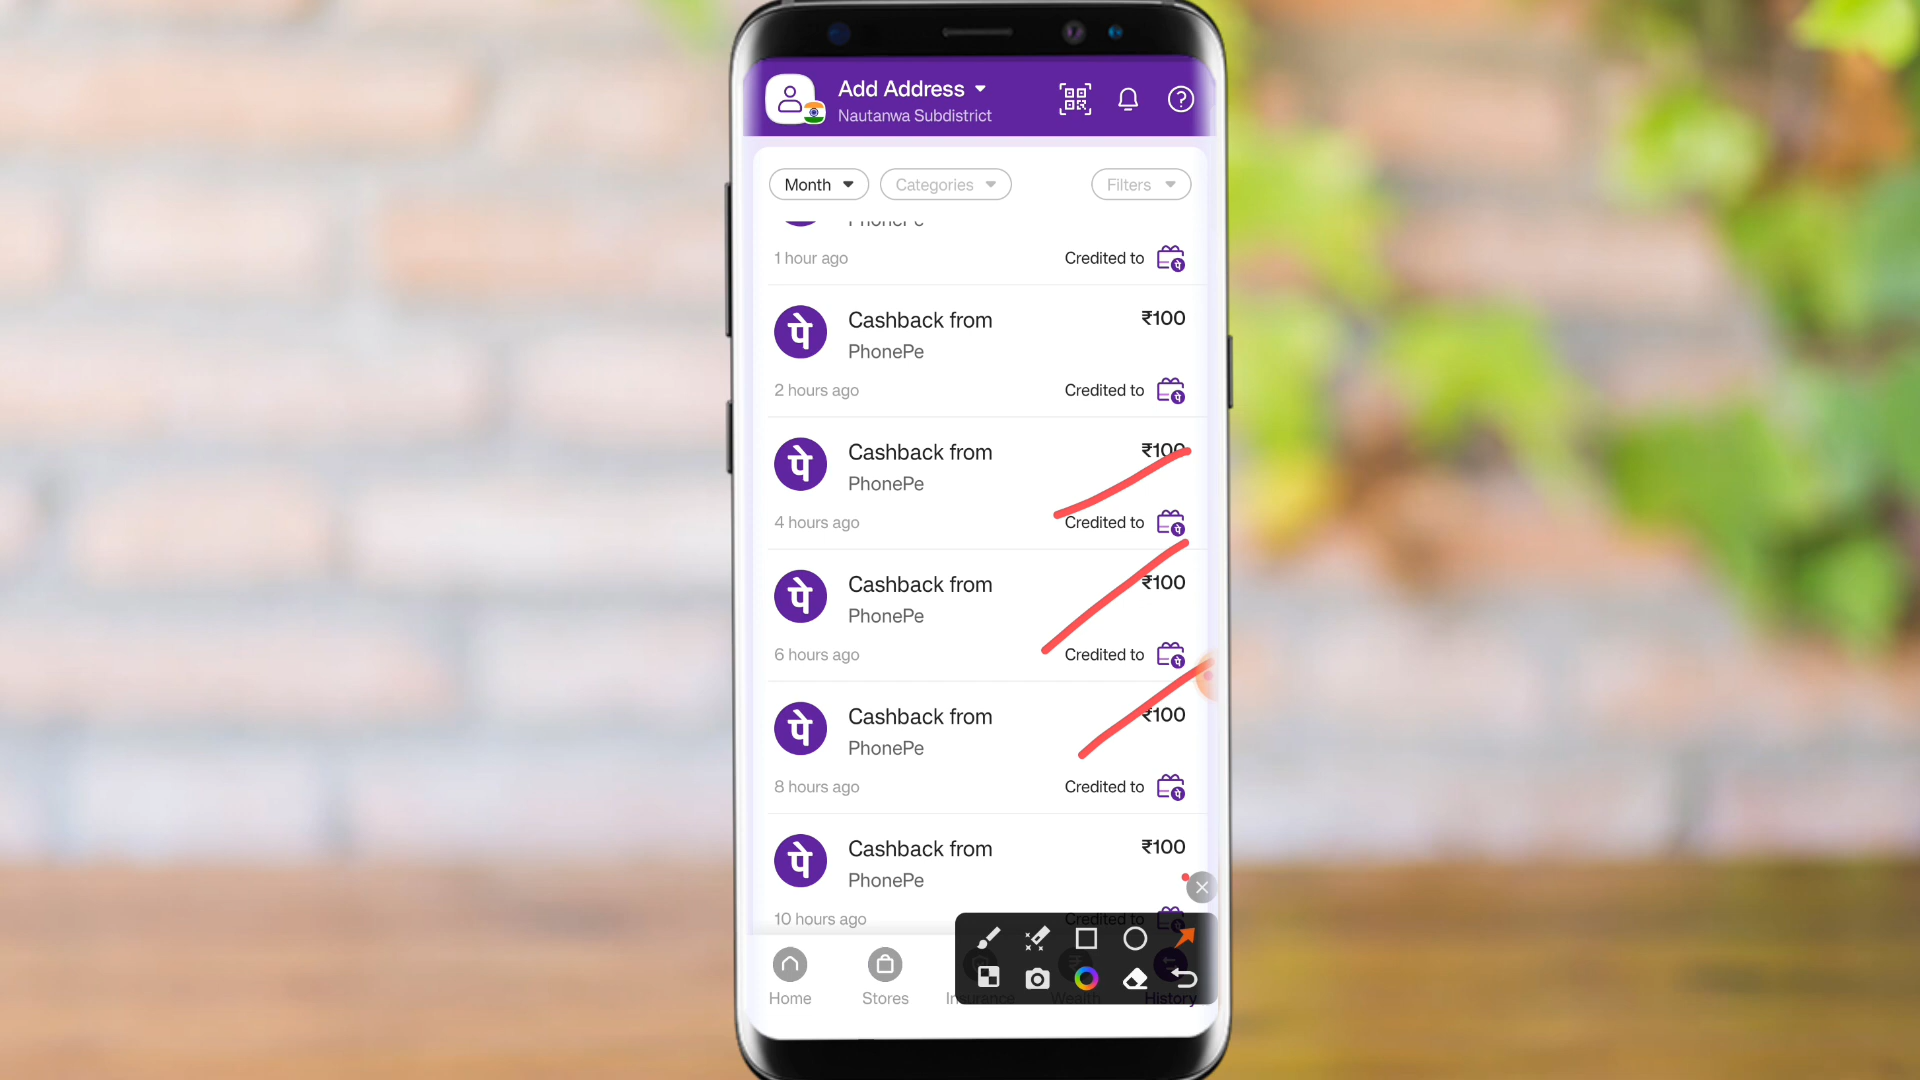 Add Address
Nautanwa Subdistrict
Month
Categories
Filters
PhonePe
1 hour ago
Credited to
पे
पे
Cashback from
₹100
PhonePe
2 hours ago
Credited to
पे
पे
Cashback from
₹100
PhonePe
4 hours ago
Credited to
पे
पे
Cashback from
₹100
PhonePe
6 hours ago
Credited to
पे
पे
Cashback from
₹100
PhonePe
8 hours ago
Credited to
पे
पे
Cashback from
₹100
PhonePe
10 hours ago
Credited to
Home
Stores
Insurance
Wealth
History